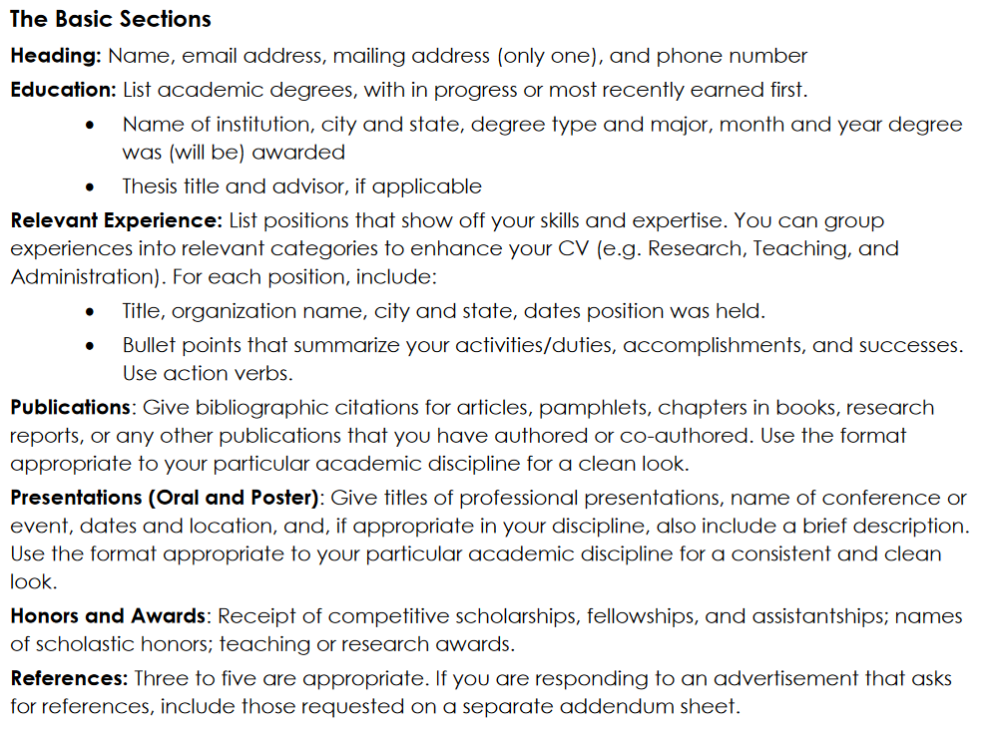 The Basic Sections
Heading: Name, email address, mailing address (only one), and phone number
Education: List academic degrees, with in progress or most recently earned first.
• Name of institution, city and state, degree type and major, month and year degree
was (will be) awarded
• Thesis title and advisor, if applicable
Relevant Experience: List positions that show off your skills and expertise. You can group
experiences into relevant categories to enhance your CV (e.g. Research, Teaching, and
Administration). For each position, include:
• Title, organization name, city and state, dates position was held.
• Bullet points that summarize your activities/duties, accomplishments, and successes.
Use action verbs.
Publications: Give bibliographic citations for articles, pamphlets, chapters in books, research
reports, or any other publications that you have authored or co-authored. Use the format
appropriate to your particular academic discipline for a clean look.
Presentations (Oral and Poster): Give titles of professional presentations, name of conference or
event, dates and location, and, if appropriate in your discipline, also include a brief description.
Use the format appropriate to your particular academic discipline for a consistent and clean
look.
Honors and Awards: Receipt of competitive scholarships, fellowships, and assistantships; names
of scholastic honors; teaching or research awards.
References: Three to five are appropriate. If you are responding to an advertisement that asks
for references, include those requested on a separate addendum sheet.